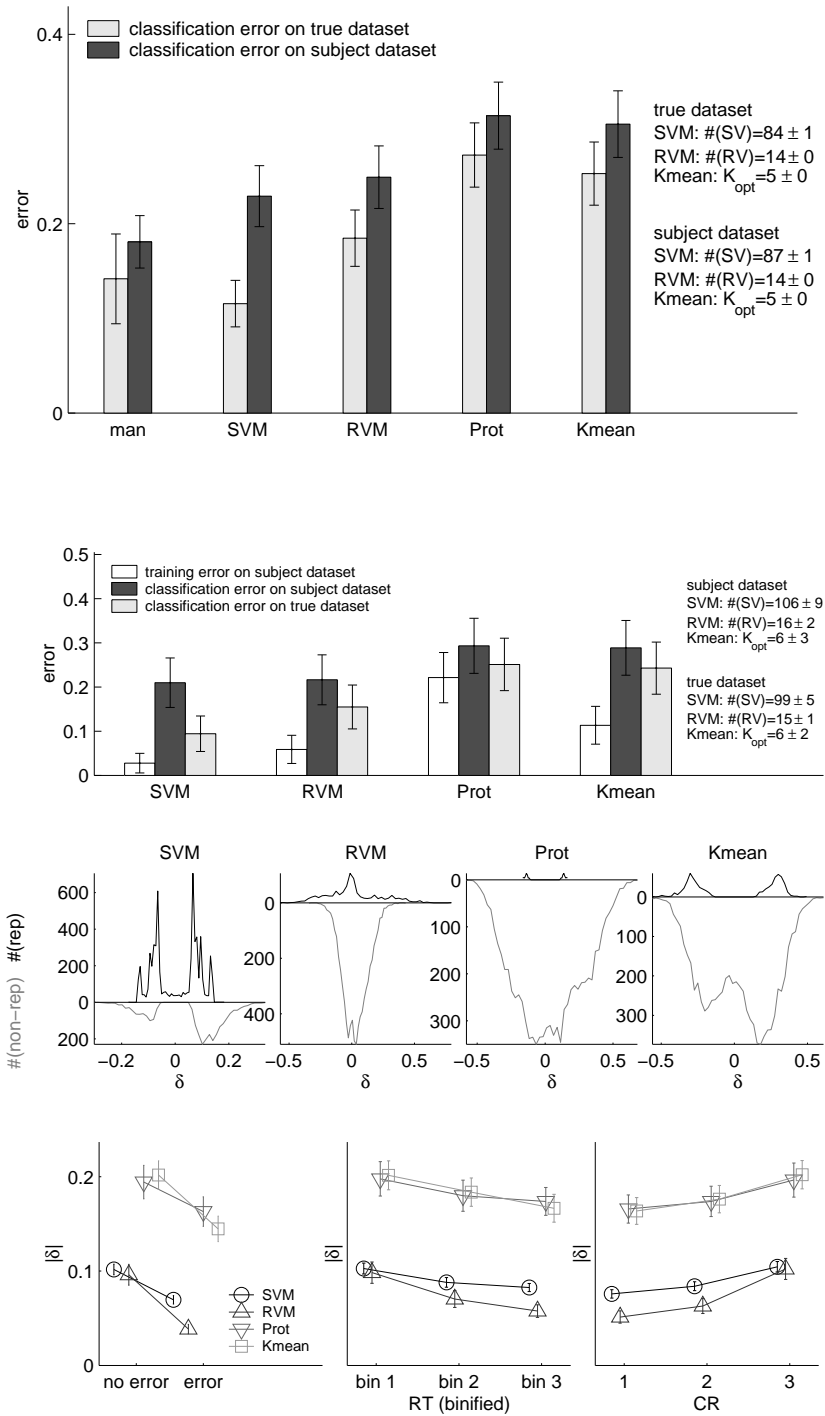 0.4
classification error on true dataset
classification error on subject dataset
0.2
0
error
true dataset
SVM: #(SV)=84 ± 1
RVM: #(RV)=14 ± 0
Kmean: K_opt=5 ± 0
subject dataset
SVM: #(SV)=87 ± 1
RVM: #(RV)=14 ± 0
Kmean: K_opt=5 ± 0
man SVM RVM Prot Kmean
0.5
0.4
0.3
0.2
0.1
0
error
training error on subject dataset
classification error on subject dataset
classification error on true dataset
subject dataset
SVM: #(SV)=106 ± 9
RVM: #(RV)=16 ± 2
Kmean: K_opt=6 ± 3
true dataset
SVM: #(SV)=99 ± 5
RVM: #(RV)=15 ± 1
Kmean: K_opt=6 ± 2
SVM RVM Prot Kmean
SVM
#(non−rep) #(rep)
600
400
200
0
200
−0.2 0 0.2
δ
RVM
0
200
400
−0.5 0 0.5
δ
Prot
0
100
200
300
−0.5 0 0.5
δ
Kmean
0
100
200
300
−0.5 0 0.5
δ
|δ|
0.2
0.1
0
SVM
RVM
Prot
Kmean
no error error
|δ|
bin 1 bin 2 bin 3
RT (binified)
|δ|
1 2 3
CR